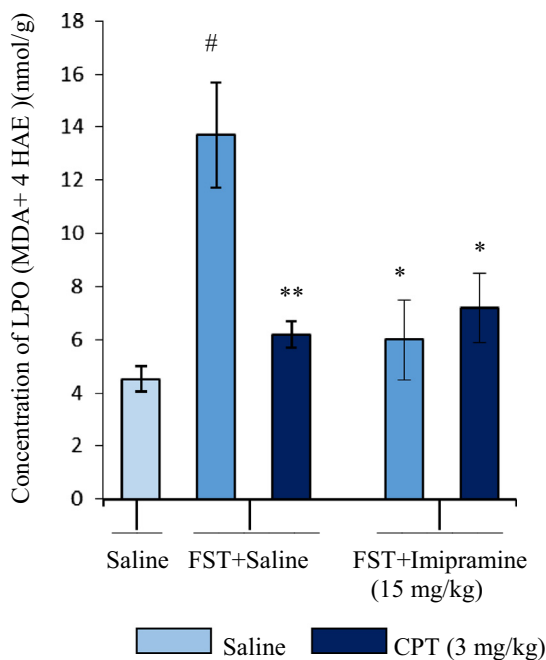 Concentration of LPO (MDA+ 4 HAE )(nmol/g)
18
16
14
12
10
8
6
4
2
0
#
**
*
*
Saline
FST+Saline
FST+Imipramine
(15 mg/kg)
Saline
CPT (3 mg/kg)